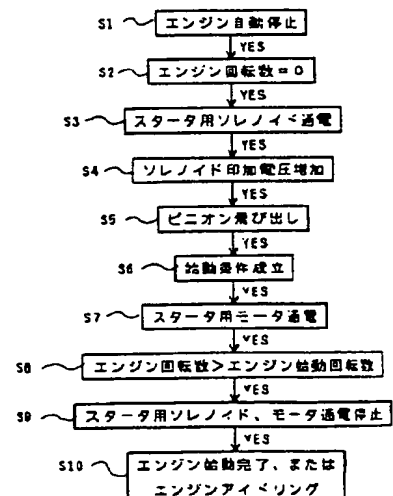 S1 エンジン自動停止
YES
S2 エンジン回転数=0
YES
S3 スタータ用ソレノイド通電
YES
S4 ソレノイド印加電圧増加
YES
S5 ピニオン飛び出し
YES
S6 始動条件成立
YES
S7 スタータ用モータ通電
YES
S8 エンジン回転数>エンジン始動回転数
YES
S9 スタータ用ソレノイド、モータ通電停止
YES
S10 エンジン始動完了、または
エンジンアイドリング